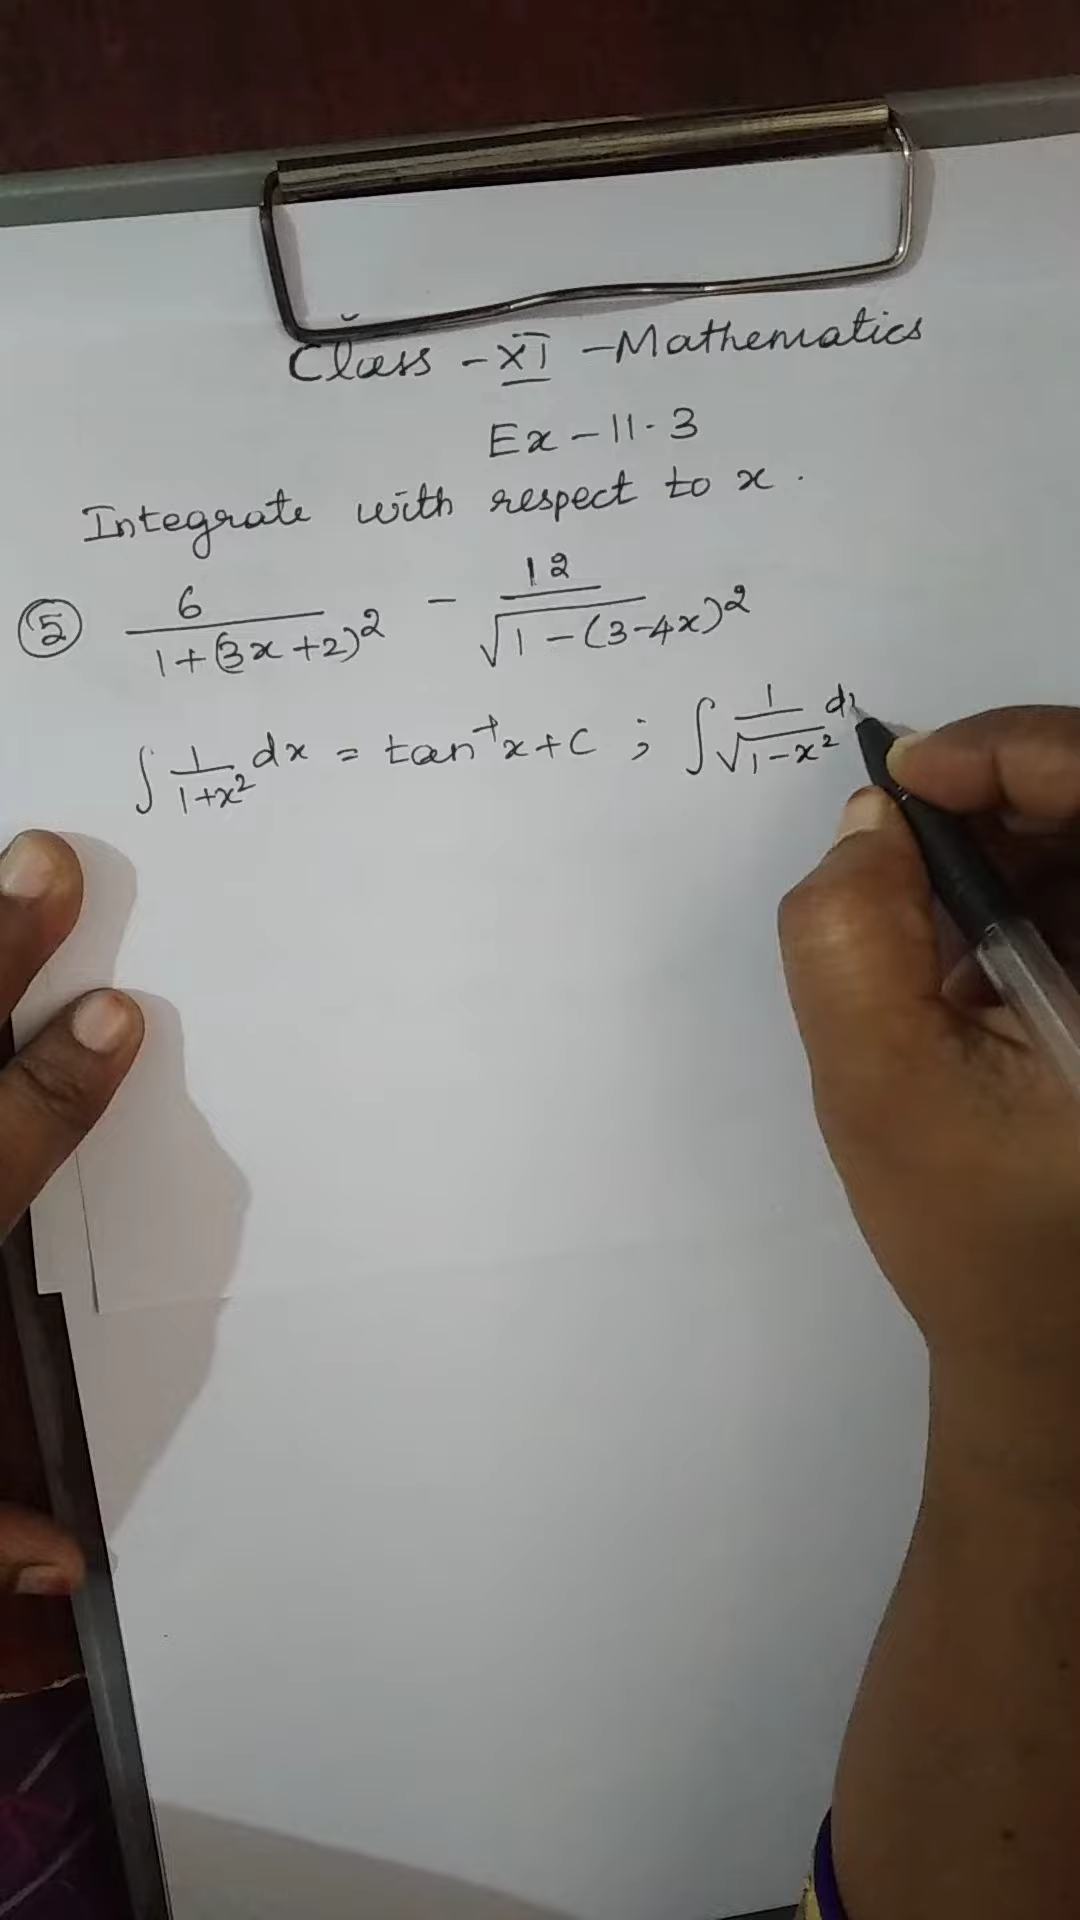 Class - XI - Mathematics
Ex - 11.3
Integrate with respect to x.
⑤ 6/(1+(3x+2)²) - 12/√(1-(3-4x)²)
∫ 1/(1+x²) dx = tan⁻¹x + c ; ∫ 1/√(1-x²) dx